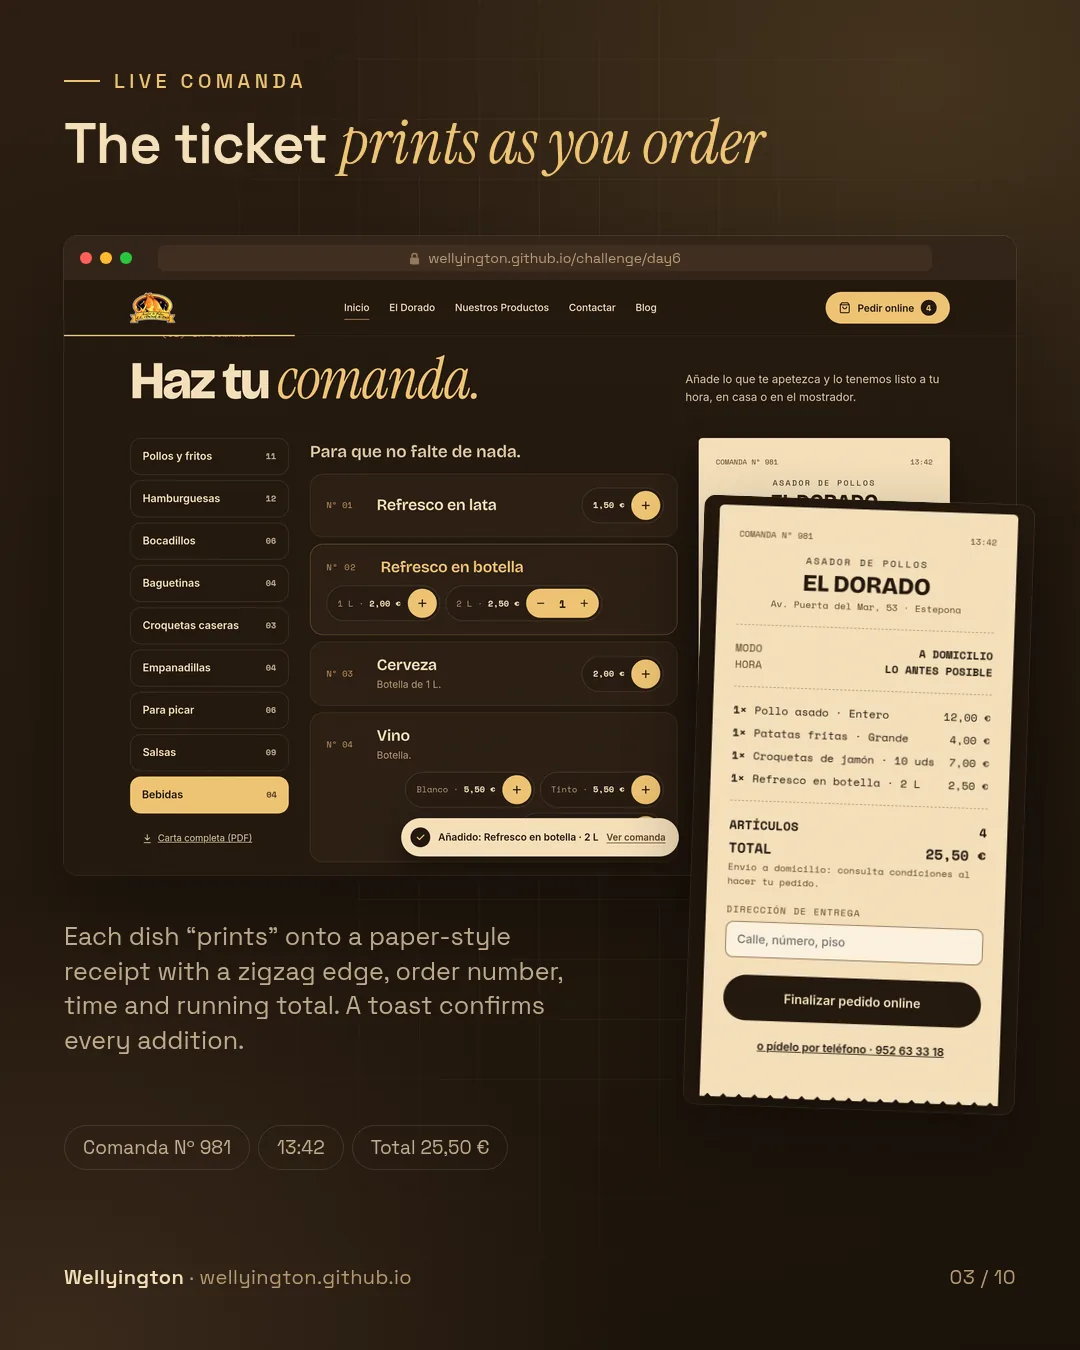 LIVE COMANDA
The ticket prints as you order
wellyington.github.io/challenge/day6
Inicio
El Dorado
Nuestros Productos
Contactar
Blog
Pedir online 4
Haz tu comanda.
Añade lo que te apetezca y lo tenemos listo a tu
hora, en casa o en el mostrador.
Pollos y fritos 11
Hamburguesas 12
Bocadillos 06
Baguetinas 04
Croquetas caseras 03
Empanadillas 04
Para picar 06
Salsas 09
Bebidas 04
Carta completa (PDF)
Para que no falte de nada.
Nº 01 Refresco en lata 1,50 € +
Nº 02 Refresco en botella
1 L · 2,00 € + 2 L · 2,50 € − 1 +
Nº 03 Cerveza 2,00 € +
Botella de 1 L.
Nº 04 Vino
Botella.
Blanco · 5,50 € + Tinto · 5,50 € +
Añadido: Refresco en botella · 2 L Ver comanda
COMANDA Nº 981 13:42
ASADOR DE POLLOS
EL DORADO
COMANDA Nº 981 13:42
ASADOR DE POLLOS
EL DORADO
Av. Puerta del Mar, 53 · Estepona
MODO A DOMICILIO
HORA LO ANTES POSIBLE
1× Pollo asado · Entero 12,00 €
1× Patatas fritas · Grande 4,00 €
1× Croquetas de jamón · 10 uds 7,00 €
1× Refresco en botella · 2 L 2,50 €
ARTÍCULOS 4
TOTAL 25,50 €
Envío a domicilio: consulta condiciones al
hacer tu pedido.
DIRECCIÓN DE ENTREGA
Calle, número, piso
Finalizar pedido online
o pídelo por teléfono · 952 63 33 18
Each dish “prints” onto a paper-style
receipt with a zigzag edge, order number,
time and running total. A toast confirms
every addition.
Comanda Nº 981
13:42
Total 25,50 €
Wellyington · wellyington.github.io
03 / 10